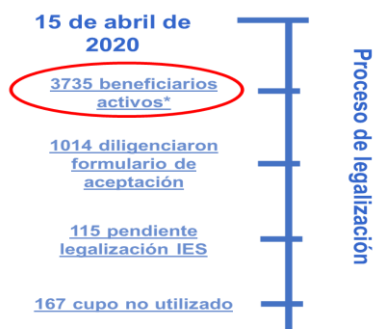 15 de abril de
2020
3735 beneficiarios
activos*
1014 diligenciaron
formulario de
aceptación
115 pendiente
legalización IES
167 cupo no utilizado
Proceso de legalización